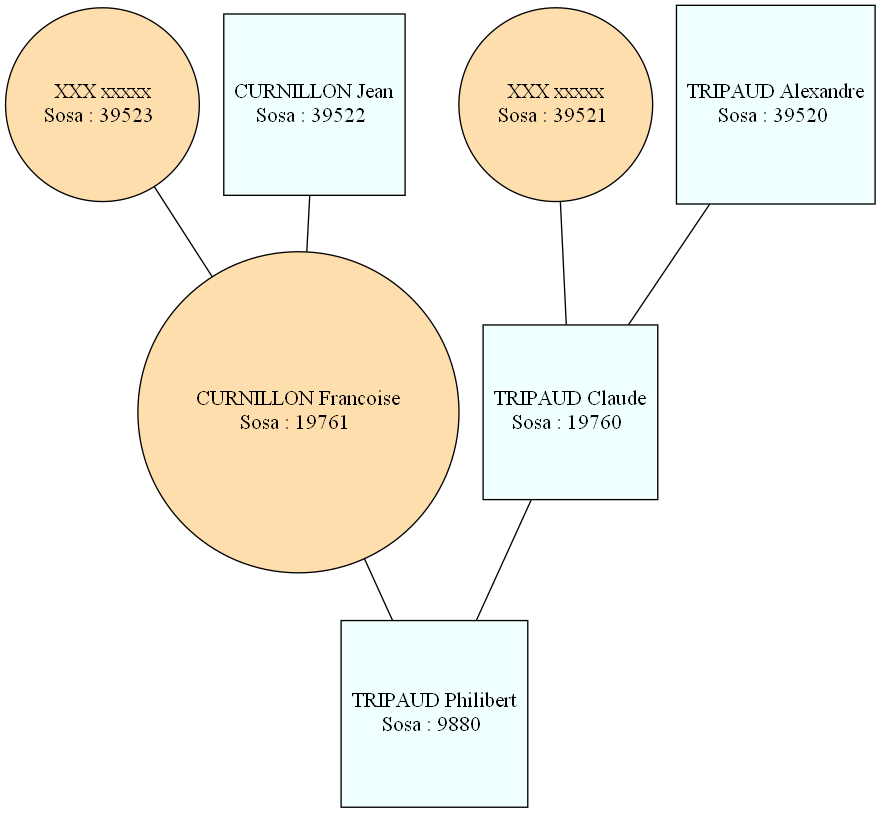 XXX xxxxx
Sosa : 39523
CURNILLON Jean
Sosa : 39522
XXX xxxxx
Sosa : 39521
TRIPAUD Alexandre
Sosa : 39520
CURNILLON Francoise
Sosa : 19761
TRIPAUD Claude
Sosa : 19760
TRIPAUD Philibert
Sosa : 9880